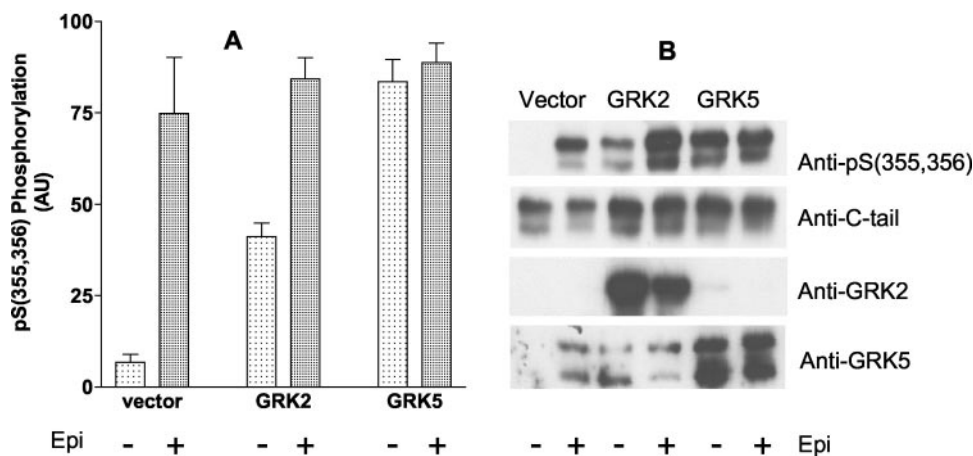 A
100
75
50
25
0
pS(355,356) Phosphorylation
(AU)
vector GRK2 GRK5
Epi - + - + - +
B
Vector GRK2 GRK5
Anti-pS(355,356)
Anti-C-tail
Anti-GRK2
Anti-GRK5
- + - + - + Epi